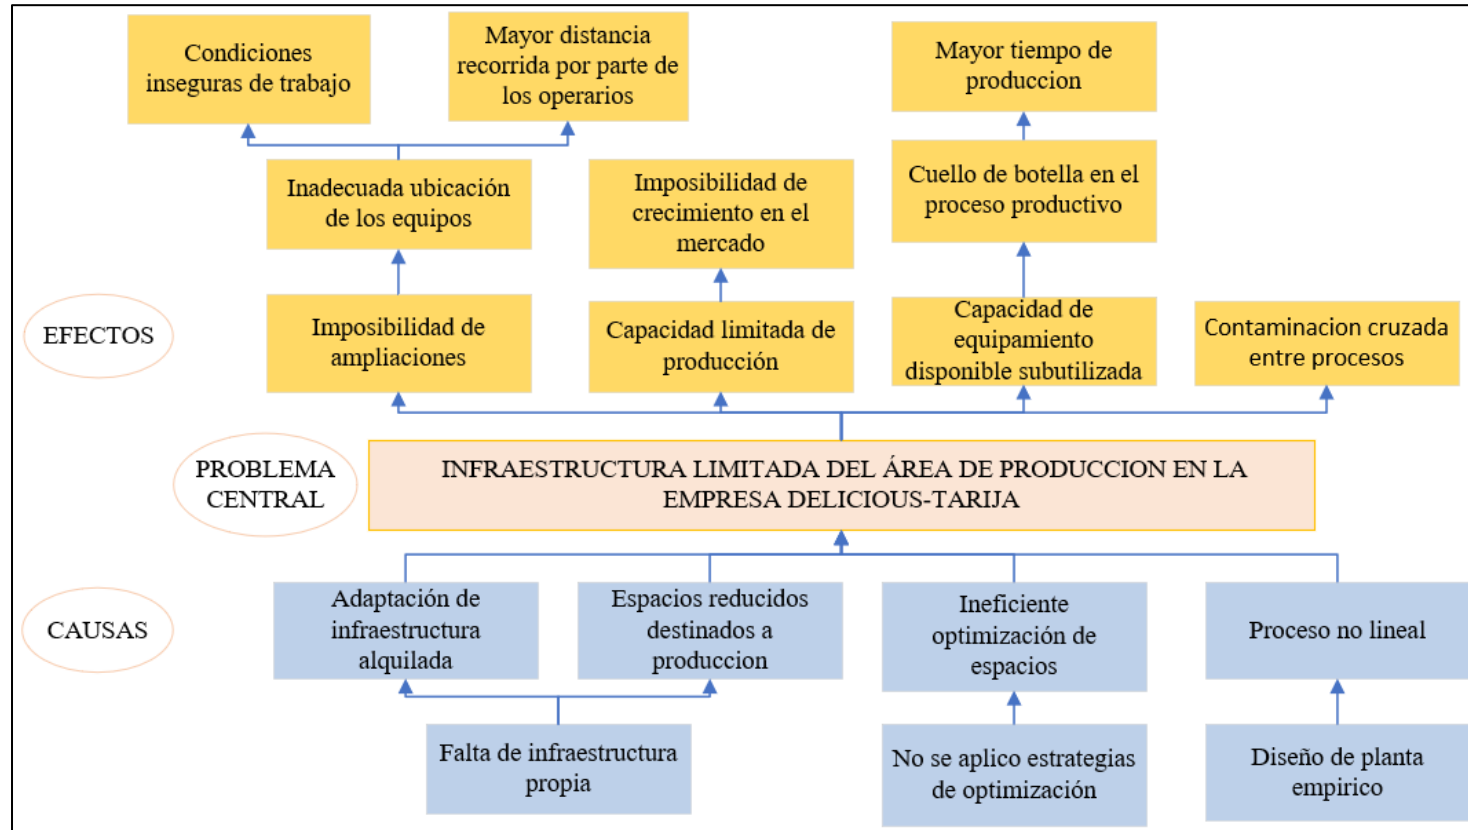 Condiciones
inseguras de trabajo
Mayor distancia
recorrida por parte de
los operarios
Mayor tiempo de
produccion
Inadecuada ubicación
de los equipos
Imposibilidad de
crecimiento en el
mercado
Cuello de botella en el
proceso productivo
EFECTOS
Imposibilidad de
ampliaciones
Capacidad limitada de
producción
Capacidad de
equipamiento
disponible subutilizada
Contaminacion cruzada
entre procesos
PROBLEMA
CENTRAL
INFRAESTRUCTURA LIMITADA DEL ÁREA DE PRODUCCION EN LA
EMPRESA DELICIOUS-TARIJA
CAUSAS
Adaptación de
infraestructura
alquilada
Espacios reducidos
destinados a
produccion
Ineficiente
optimización de
espacios
Proceso no lineal
Falta de infraestructura
propia
No se aplico estrategias
de optimización
Diseño de planta
empirico